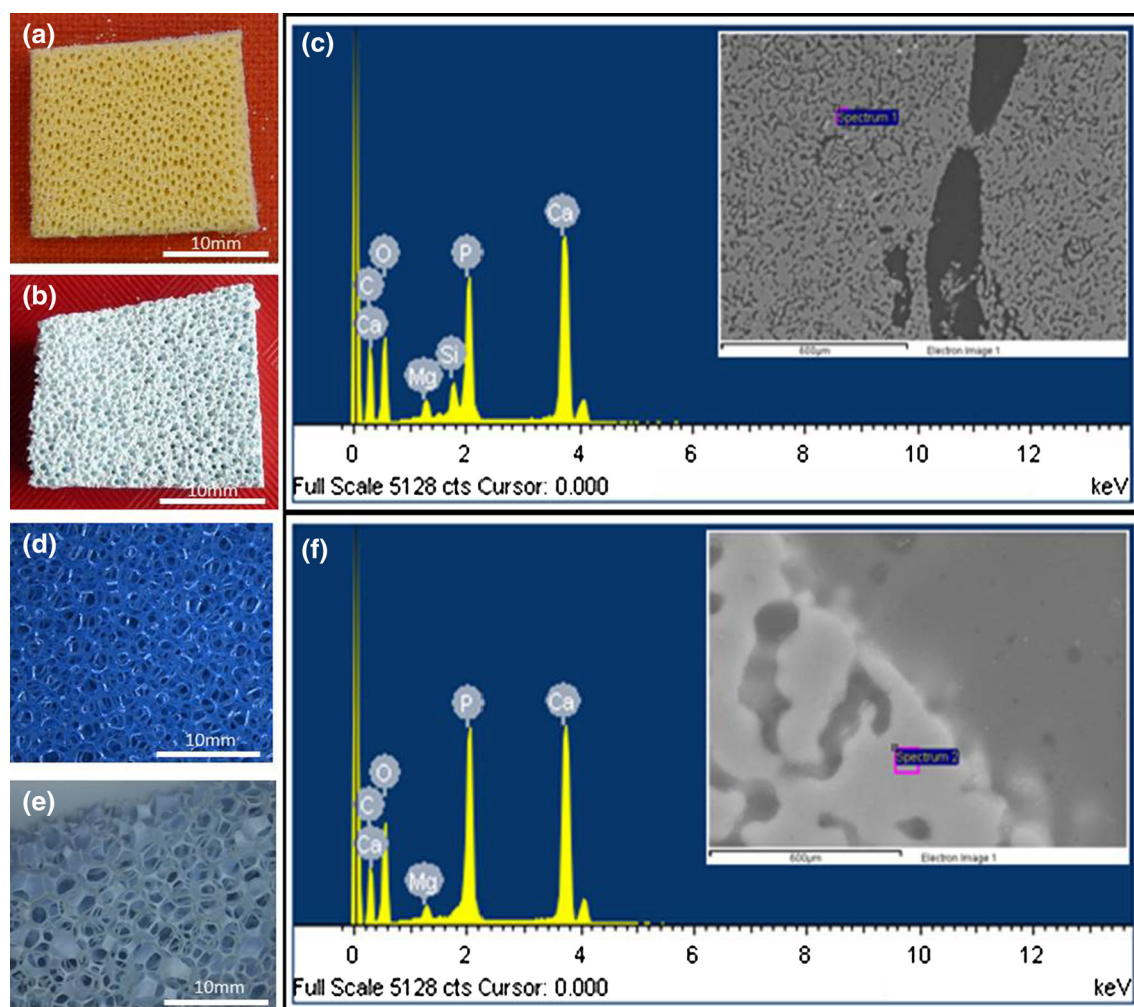 (a)
10mm
(b)
10mm
(c)
Ca
O
P
C
Ca
Si
Mg
Spectrum 1
600µm Electron Image 1
0 2 4 6 8 10 12
Full Scale 5128 cts Cursor: 0.000 keV
(d)
10mm
(e)
10mm
(f)
P
Ca
O
C
Ca
Mg
Spectrum 2
600µm Electron Image 1
0 2 4 6 8 10 12
Full Scale 5128 cts Cursor: 0.000 keV